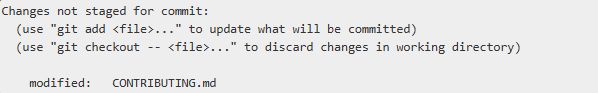 Changes not staged for commit:
  (use "git add <file>..." to update what will be committed)
  (use "git checkout -- <file>..." to discard changes in working directory)
    modified:   CONTRIBUTING.md